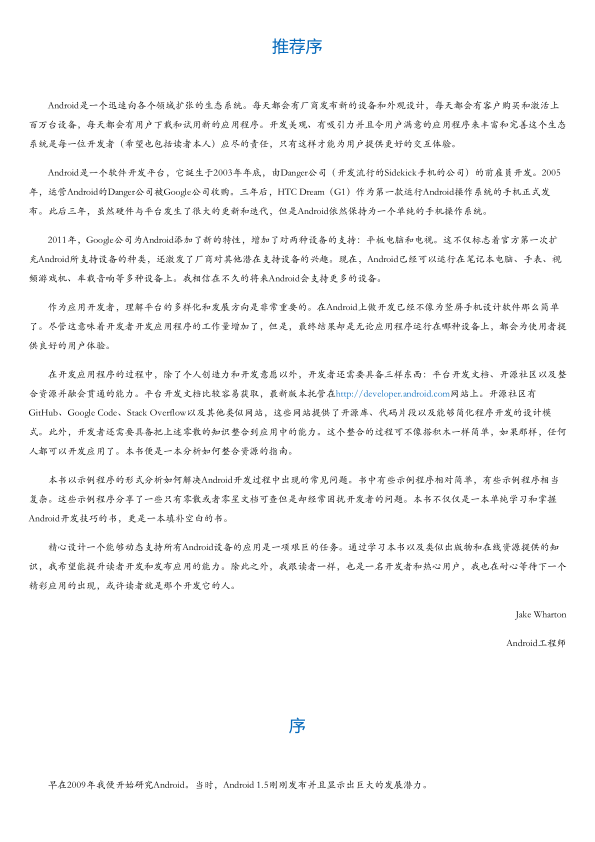 推荐序
Android是一个迅速向各个领域扩张的生态系统。每天都会有厂商发布新的设备和外观设计，每天都会有客户购买和激活上
百万台设备，每天都会有用户下载和试用新的应用程序。开发美观、有吸引力并且令用户满意的应用程序来丰富和完善这个生态
系统是每一位开发者（希望也包括读者本人）应尽的责任，只有这样才能为用户提供更好的交互体验。
Android是一个软件开发平台，它诞生于2003年年底，由Danger公司（开发流行的Sidekick手机的公司）的前雇员开发。2005
年，运营Android的Danger公司被Google公司收购。三年后，HTC Dream（G1）作为第一款运行Android操作系统的手机正式发
布。此后三年，虽然硬件与平台发生了很大的更新和迭代，但是Android依然保持为一个单纯的手机操作系统。
2011年，Google公司为Android添加了新的特性，增加了对两种设备的支持：平板电脑和电视。这不仅标志着官方第一次扩
充Android所支持设备的种类，还激发了厂商对其他潜在支持设备的兴趣。现在，Android已经可以运行在笔记本电脑、手表、视
频游戏机、车载音响等多种设备上。我相信在不久的将来Android会支持更多的设备。
作为应用开发者，理解平台的多样化和发展方向是非常重要的。在Android上做开发已经不像为竖屏手机设计软件那么简单
了。尽管这意味着开发者开发应用程序的工作量增加了，但是，最终结果却是无论应用程序运行在哪种设备上，都会为使用者提
供良好的用户体验。
在开发应用程序的过程中，除了个人创造力和开发意愿以外，开发者还需要具备三样东西：平台开发文档、开源社区以及整
合资源并融会贯通的能力。平台开发文档比较容易获取，最新版本托管在http://developer.android.com网站上。开源社区有
GitHub、Google Code、Stack Overflow以及其他类似网站，这些网站提供了开源库、代码片段以及能够简化程序开发的设计模
式。此外，开发者还需要具备把上述零散的知识整合到应用中的能力。这个整合的过程可不像搭积木一样简单，如果那样，任何
人都可以开发应用了。本书便是一本分析如何整合资源的指南。
本书以示例程序的形式分析如何解决Android开发过程中出现的常见问题。书中有些示例程序相对简单，有些示例程序相当
复杂。这些示例程序分享了一些只有零散或者零星文档可查但是却经常困扰开发者的问题。本书不仅仅是一本单纯学习和掌握
Android开发技巧的书，更是一本填补空白的书。
精心设计一个能够动态支持所有Android设备的应用是一项艰巨的任务。通过学习本书以及类似出版物和在线资源提供的知
识，我希望能提升读者开发和发布应用的能力。除此之外，我跟读者一样，也是一名开发者和热心用户，我也在耐心等待下一个
精彩应用的出现，或许读者就是那个开发它的人。
Jake Wharton
Android工程师
序
早在2009年我便开始研究Android。当时，Android 1.5刚刚发布并且显示出巨大的发展潜力。